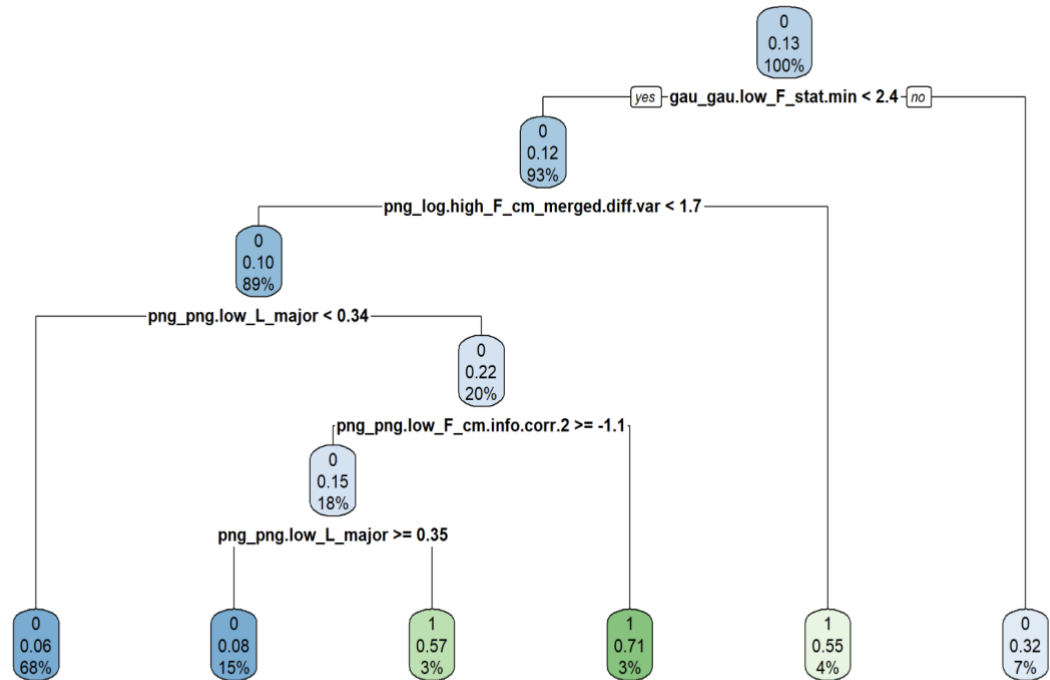 0
0.13
100%
yes gau_gau.low_F_stat.min < 2.4 no
0
0.12
93%
png_log.high_F_cm_merged.diff.var < 1.7
0
0.10
89%
png_png.low_L_major < 0.34
0
0.22
20%
png_png.low_F_cm.info.corr.2 >= -1.1
0
0.15
18%
png_png.low_L_major >= 0.35
0 0 1 1 1 0
0.06 0.08 0.57 0.71 0.55 0.32
68% 15% 3% 3% 4% 7%